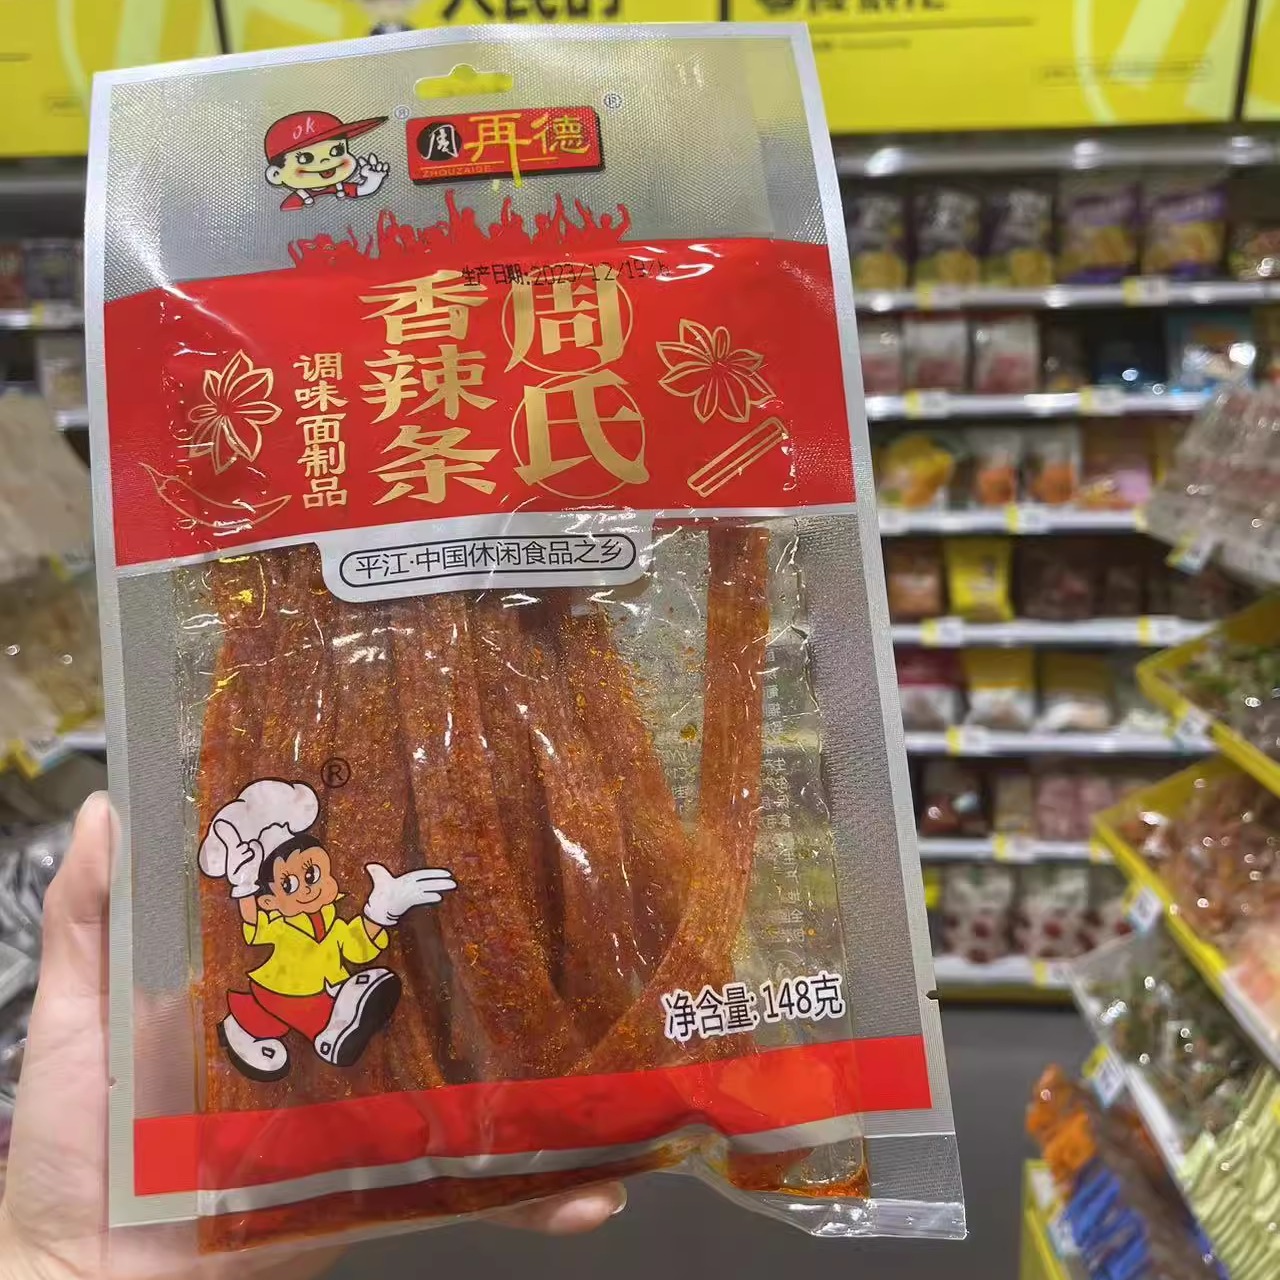 ok
周再德
ZHOUZAIDE
生产日期:2023/12/19/A
周氏
香辣条
调味面制品
平江·中国休闲食品之乡
净含量:148克